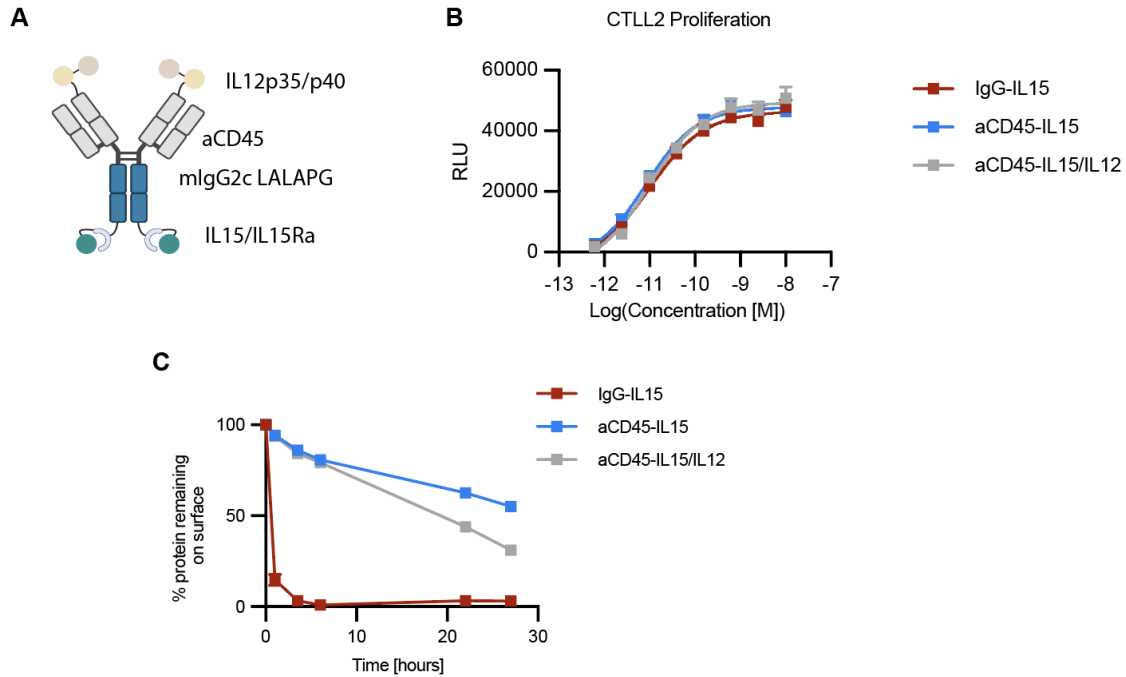 A
IL12p35/p40
aCD45
mIgG2c LALAPG
IL15/IL15Ra
B
CTLL2 Proliferation
60000
40000
20000
0
RLU
-13 -12 -11 -10 -9 -8 -7
Log(Concentration [M])
IgG-IL15
aCD45-IL15
aCD45-IL15/IL12
C
100
50
0
% protein remaining
on surface
0 10 20 30
Time [hours]
IgG-IL15
aCD45-IL15
aCD45-IL15/IL12